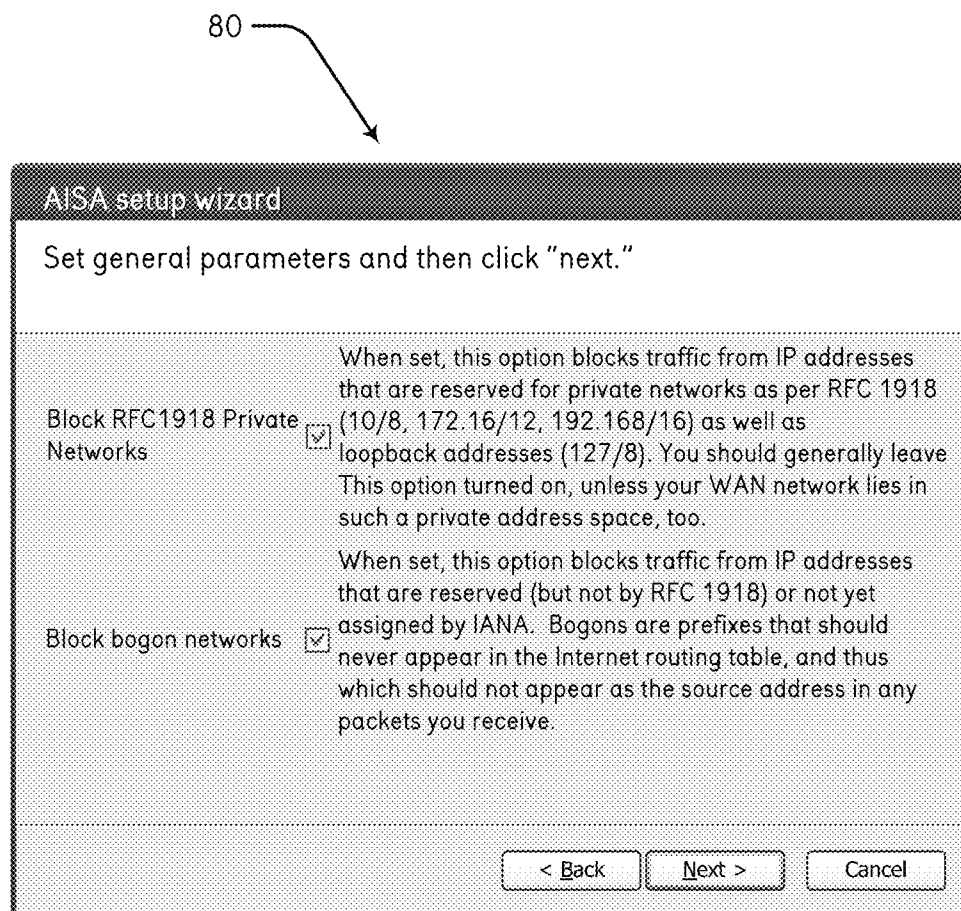 80
AISA setup wizard
Set general parameters and then click "next."
When set, this option blocks traffic from IP addresses
that are reserved for private networks as per RFC 1918
(10/8, 172.16/12, 192.168/16) as well as
loopback addresses (127/8). You should generally leave
This option turned on, unless your WAN network lies in
such a private address space, too.
Block RFC1918 Private
Networks
When set, this option blocks traffic from IP addresses
that are reserved (but not by RFC 1918) or not yet
assigned by IANA. Bogons are prefixes that should
never appear in the Internet routing table, and thus
which should not appear as the source address in any
packets you receive.
Block bogon networks
< Back
Next >
Cancel